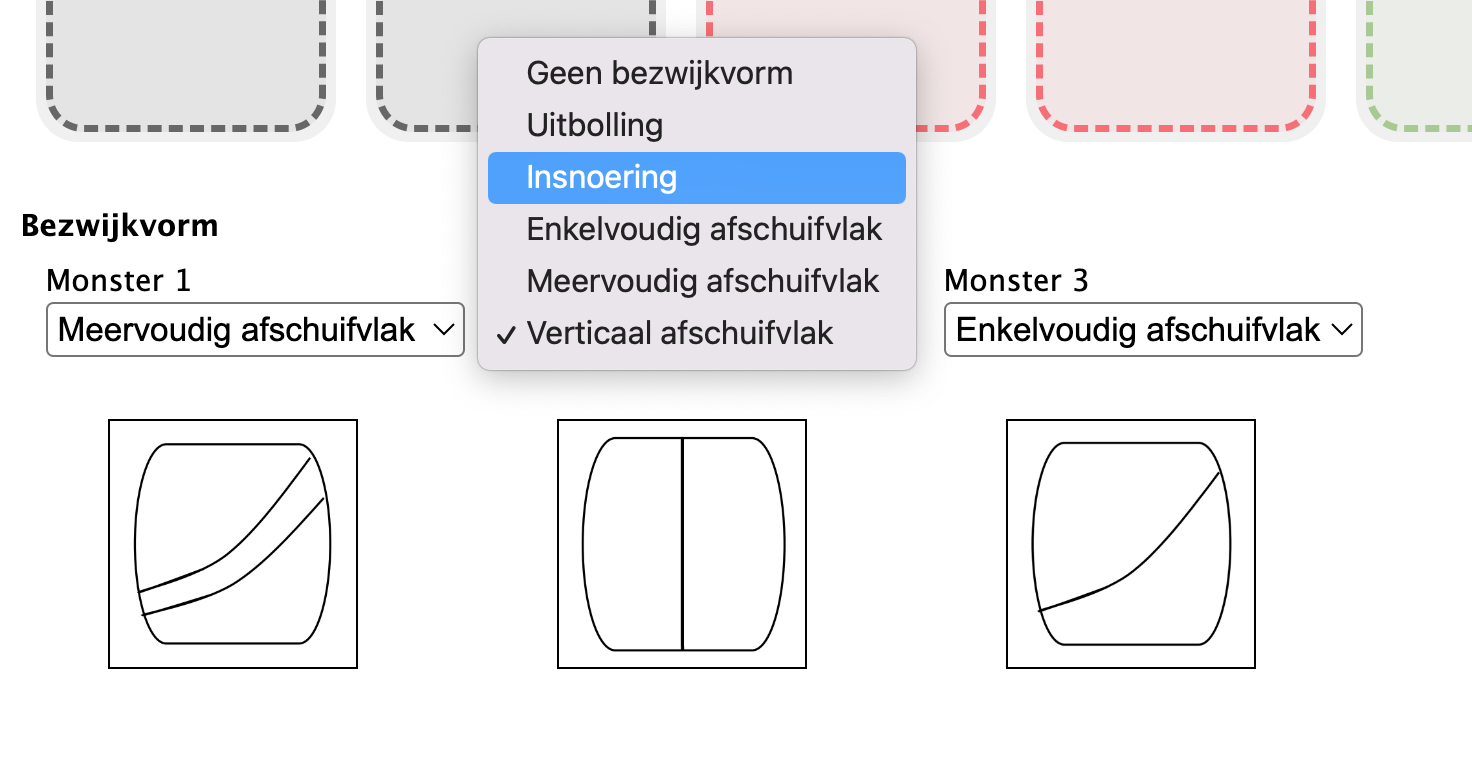 Geen bezwijkvorm
Uitbolling
Insnoering
Enkelvoudig afschuifvlak
Meervoudig afschuifvlak
✓ Verticaal afschuifvlak
Bezwijkvorm
Monster 1
Meervoudig afschuifvlak
Monster 3
Enkelvoudig afschuifvlak